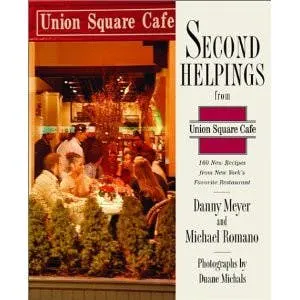 Union Square Cafe
SECOND
HELPINGS
from
Union Square Cafe
160 New Recipes
from New York's
Favorite Restaurant
Danny Meyer
and
Michael Romano
Photographs by
Duane Michals